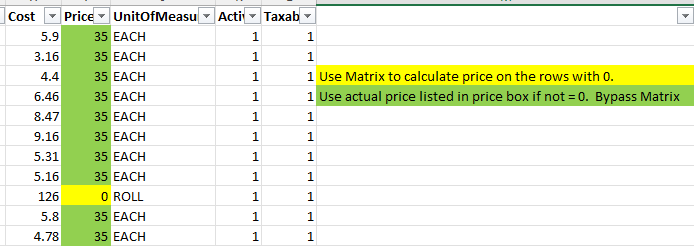 Cost Price UnitOfMeasu Activ Taxab
5.9 35 EACH 1 1
3.16 35 EACH 1 1
4.4 35 EACH 1 1 Use Matrix to calculate price on the rows with 0.
6.46 35 EACH 1 1 Use actual price listed in price box if not = 0. Bypass Matrix
8.47 35 EACH 1 1
9.16 35 EACH 1 1
5.31 35 EACH 1 1
5.16 35 EACH 1 1
126 0 ROLL 1 1
5.8 35 EACH 1 1
4.78 35 EACH 1 1